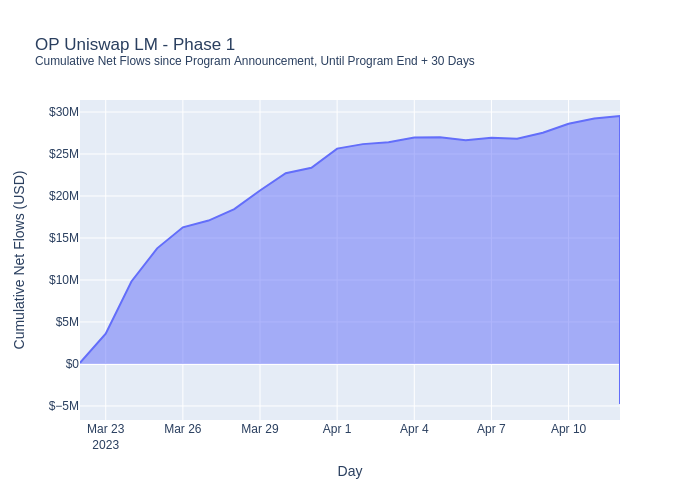 OP Uniswap LM - Phase 1
Cumulative Net Flows since Program Announcement, Until Program End + 30 Days
Cumulative Net Flows (USD)
$30M
$25M
$20M
$15M
$10M
$5M
$0
$−5M
Mar 23
2023
Mar 26
Mar 29
Apr 1
Apr 4
Apr 7
Apr 10
Day